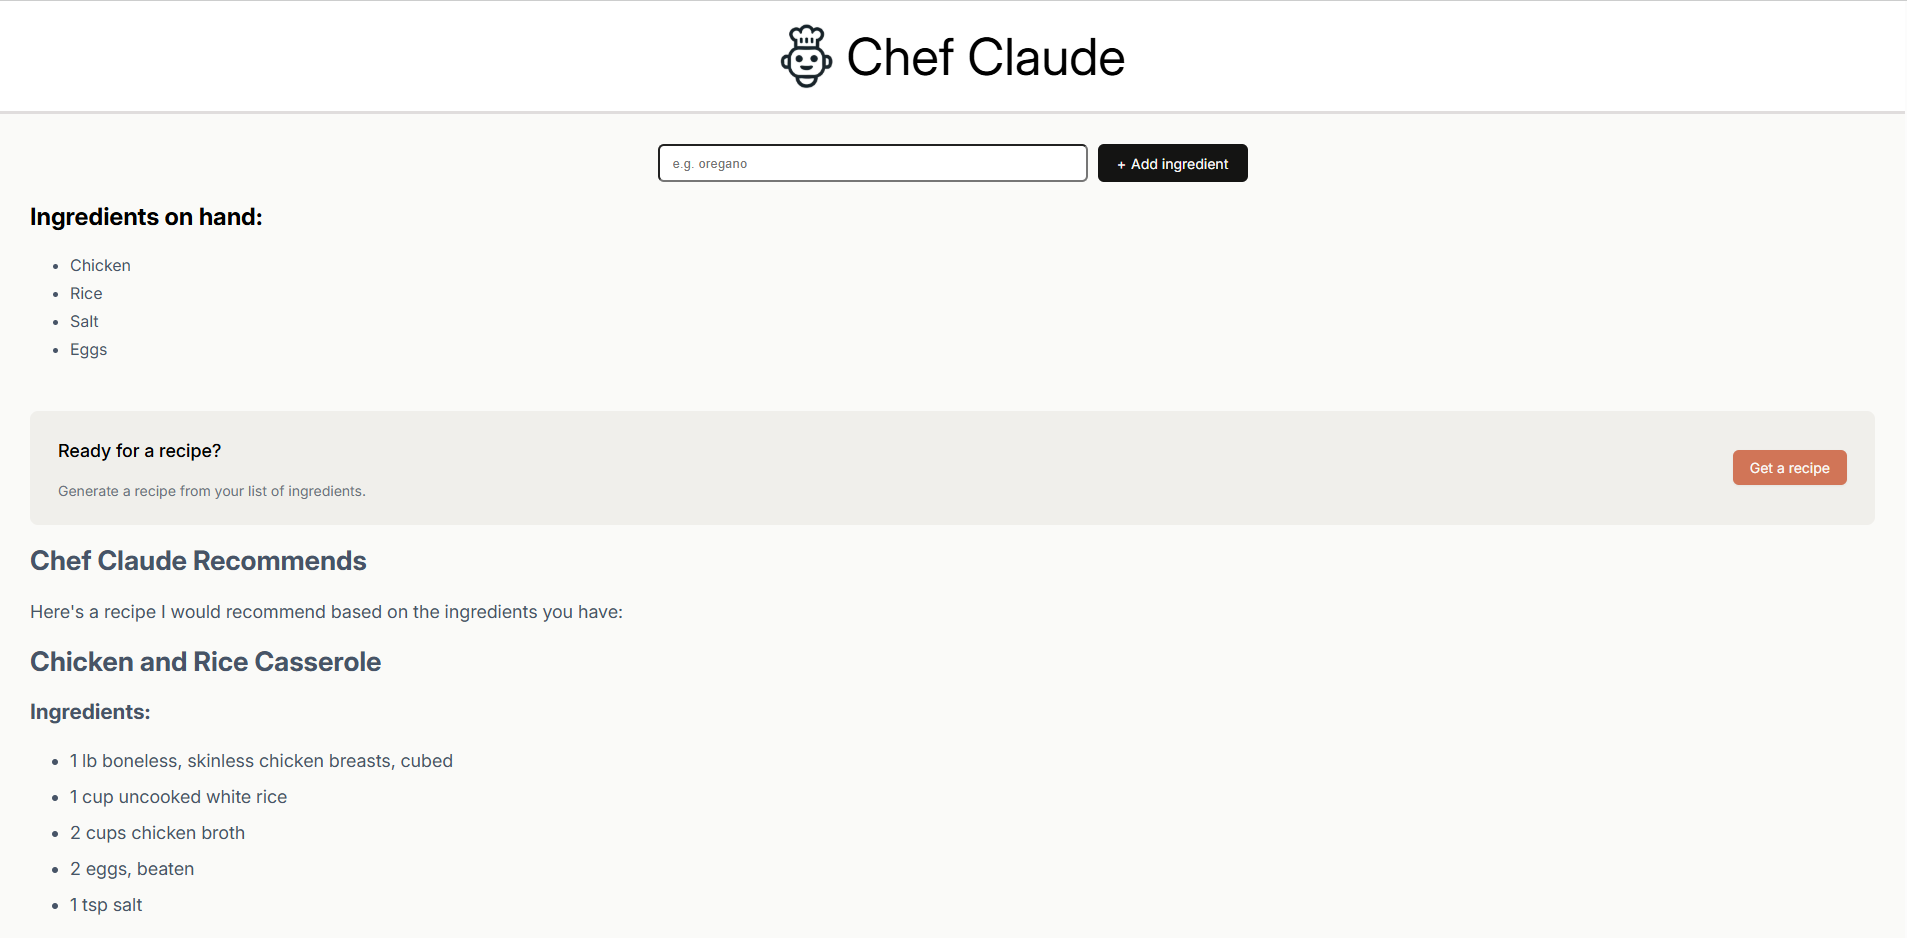 Chef Claude
e.g. oregano
+ Add ingredient
Ingredients on hand:
• Chicken
• Rice
• Salt
• Eggs
Ready for a recipe?
Generate a recipe from your list of ingredients.
Get a recipe
Chef Claude Recommends
Here's a recipe I would recommend based on the ingredients you have:
Chicken and Rice Casserole
Ingredients:
• 1 lb boneless, skinless chicken breasts, cubed
• 1 cup uncooked white rice
• 2 cups chicken broth
• 2 eggs, beaten
• 1 tsp salt